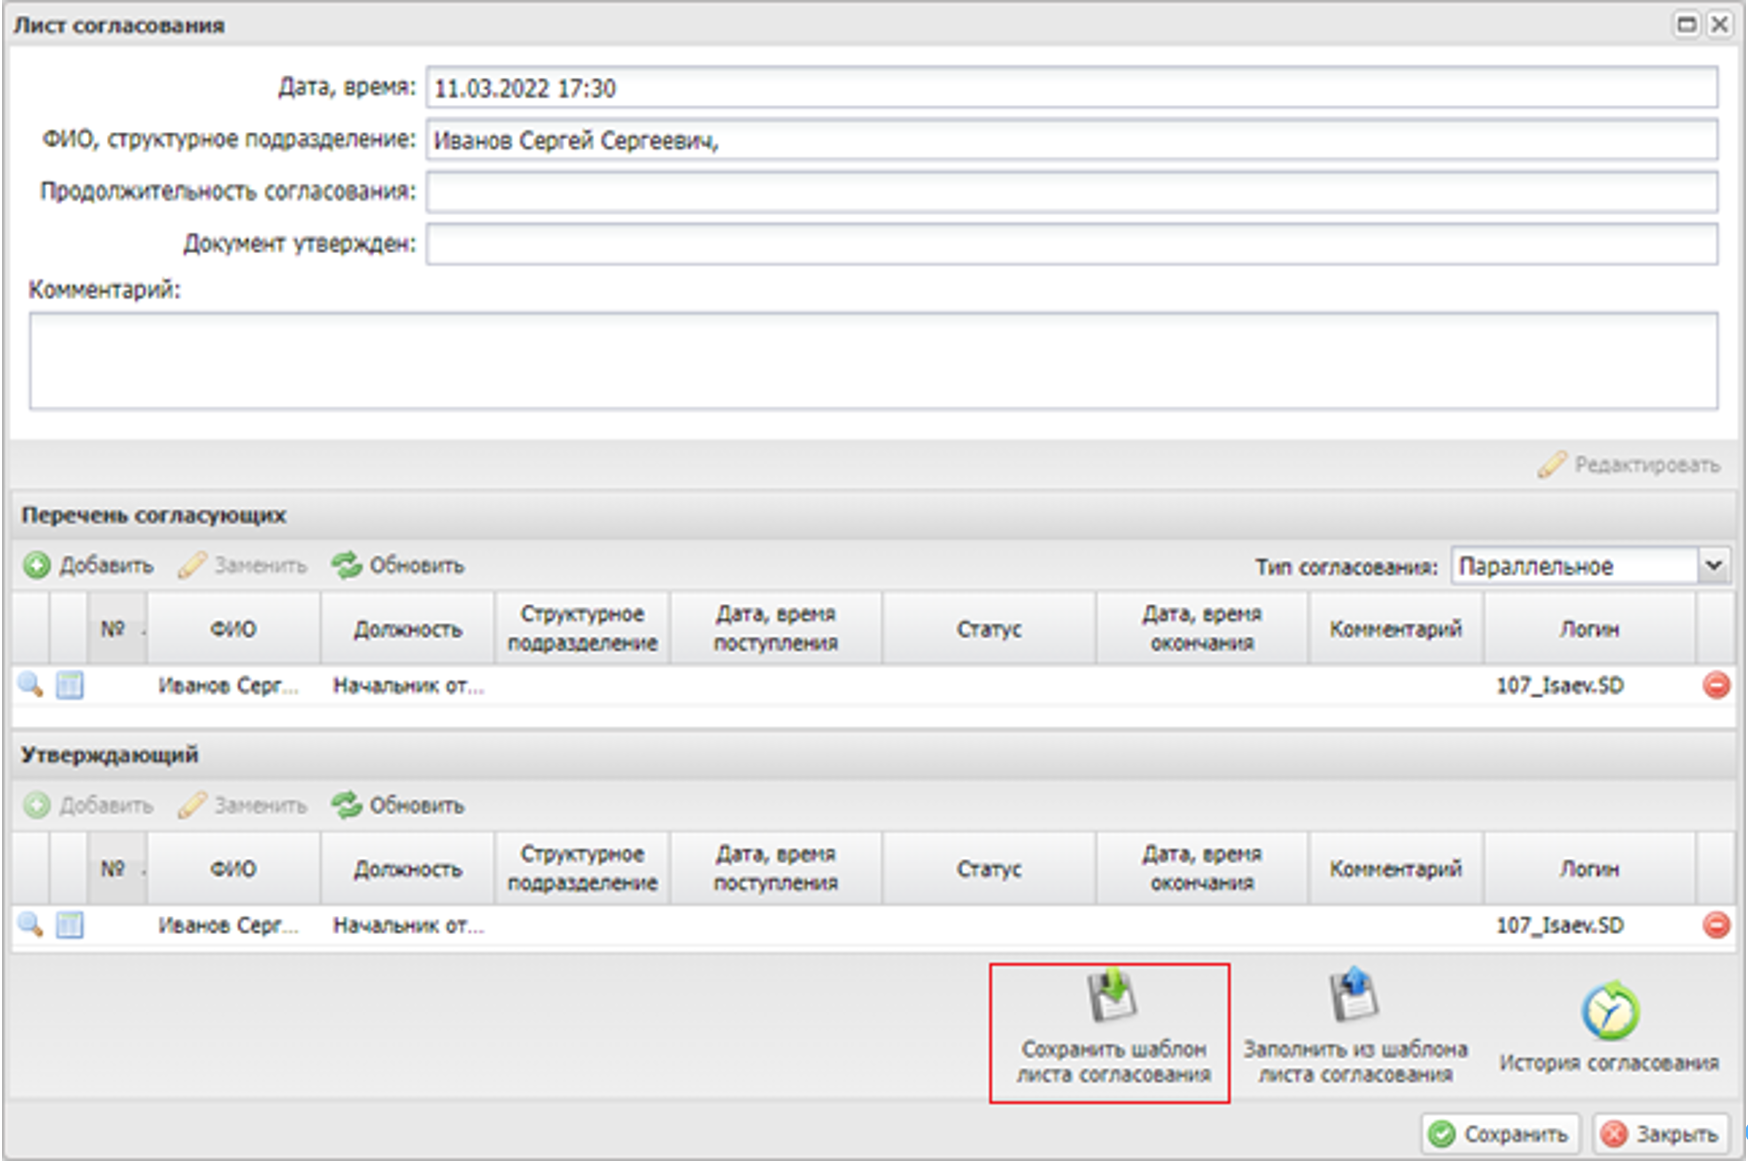 Лист согласования
Дата, время: 11.03.2022 17:30
ФИО, структурное подразделение: Иванов Сергей Сергеевич,
Продолжительность согласования:
Документ утвержден:
Комментарий:
Редактировать
Перечень согласующих
Добавить Заменить Обновить Тип согласования: Параллельное
№ ФИО Должность Структурное подразделение Дата, время поступления Статус Дата, время окончания Комментарий Логин
Иванов Серг... Начальник от... 107_Isaev.SD
Утверждающий
Добавить Заменить Обновить
№ ФИО Должность Структурное подразделение Дата, время поступления Статус Дата, время окончания Комментарий Логин
Иванов Серг... Начальник от... 107_Isaev.SD
Сохранить шаблон листа согласования
Заполнить из шаблона листа согласования
История согласования
Сохранить Закрыть